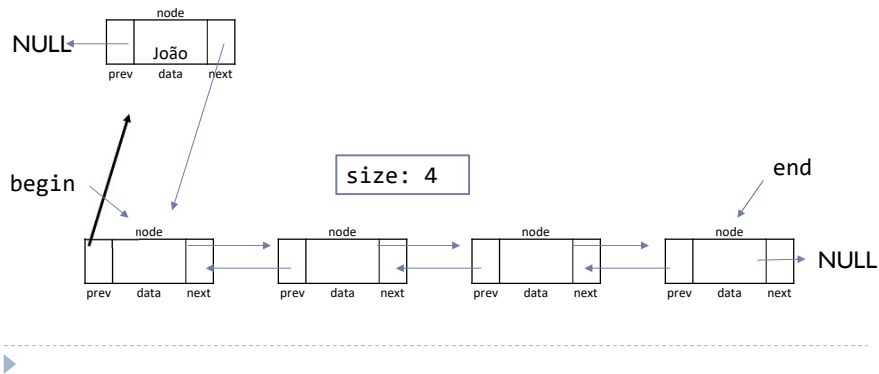 node
NULL
João
prev data next
begin
size: 4
end
node node node node
NULL
prev data next prev data next prev data next prev data next